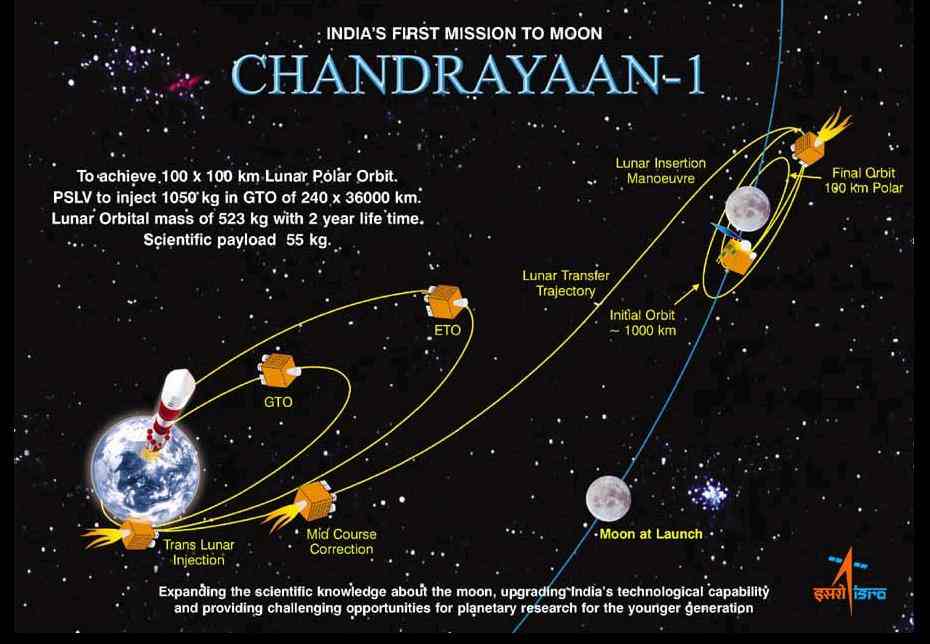 INDIA'S FIRST MISSION TO MOON
CHANDRAYAAN-1
To achieve 100 x 100 km Lunar Polar Orbit.
PSLV to inject 1050 kg in GTO of 240 x 36000 km.
Lunar Orbital mass of 523 kg with 2 year life time.
Scientific payload 55 kg.
Lunar Insertion
Manoeuvre
Final Orbit
100 km Polar
Lunar Transfer
Trajectory
Initial Orbit
~ 1000 km
ETO
GTO
Trans Lunar
Injection
Mid Course
Correction
Moon at Launch
Expanding the scientific knowledge about the moon, upgrading India's technological capability
and providing challenging opportunities for planetary research for the younger generation
इसरो isro